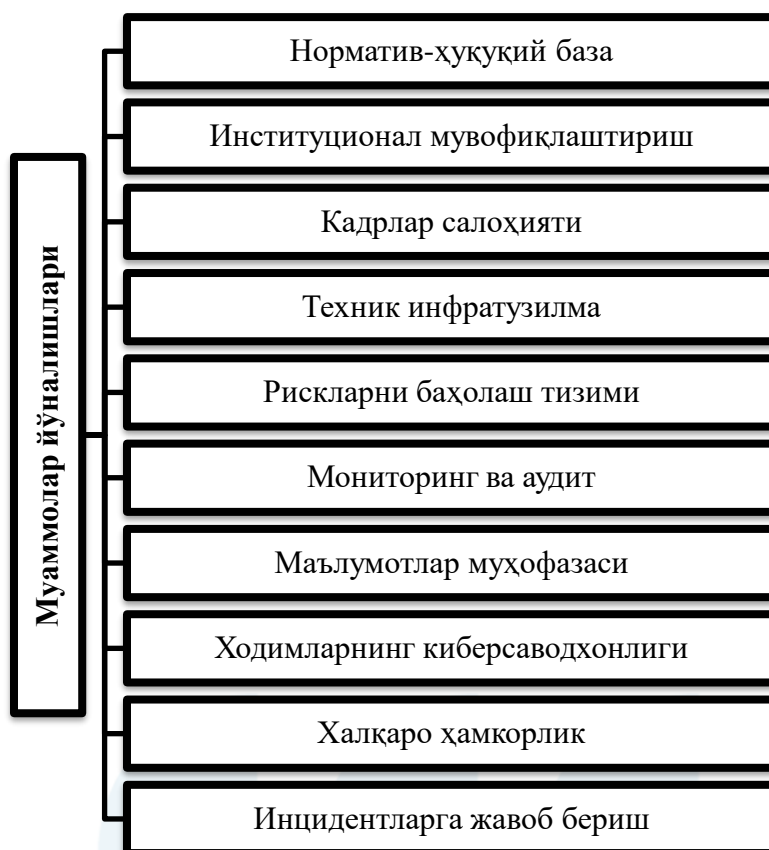 Муаммолар йўналишлари
Норматив-ҳуқуқий база
Институционал мувофиқлаштириш
Кадрлар салоҳияти
Техник инфратузилма
Рискларни баҳолаш тизими
Мониторинг ва аудит
Маълумотлар муҳофазаси
Ходимларнинг киберсаводхонлиги
Халқаро ҳамкорлик
Инцидентларга жавоб бериш